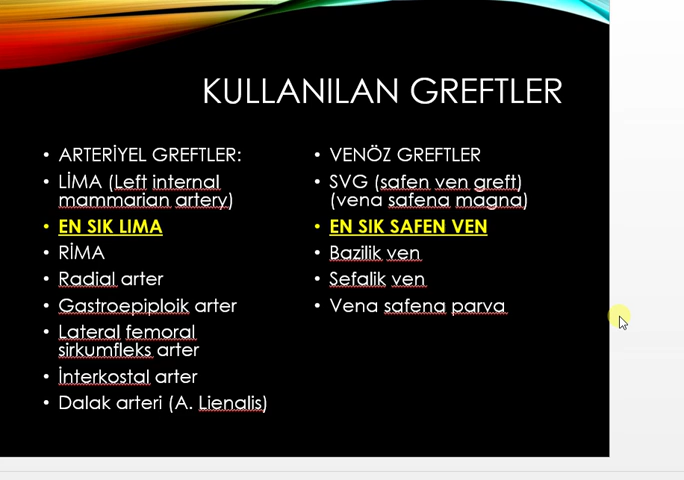 KULLANILAN GREFTLER
• ARTERİYEL GREFTLER:
• LİMA (Left internal
mammarian artery)
• EN SIK LIMA
• RİMA
• Radial arter
• Gastroepiploik arter
• Lateral femoral
sirkumfleks arter
• İnterkostal arter
• Dalak arteri (A. Lienalis)
• VENÖZ GREFTLER
• SVG (safen ven greft)
(vena safena magna)
• EN SIK SAFEN VEN
• Bazilik ven
• Sefalik ven
• Vena safena parva